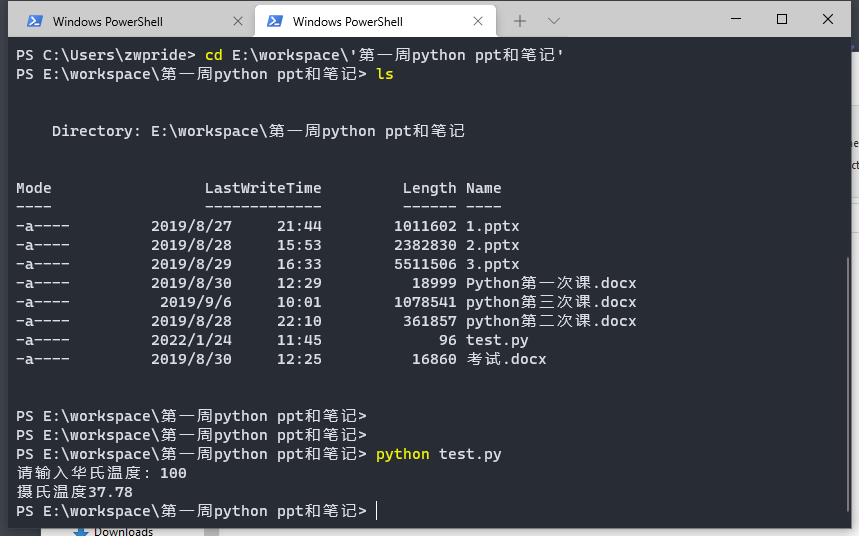 Windows PowerShell
Windows PowerShell
PS C:\Users\zwpride> cd E:\workspace\'第一周python ppt和笔记'
PS E:\workspace\第一周python ppt和笔记> ls
Directory: E:\workspace\第一周python ppt和笔记
Mode LastWriteTime Length Name
---- ------------- ------ ----
-a---- 2019/8/27 21:44 1011602 1.pptx
-a---- 2019/8/28 15:53 2382830 2.pptx
-a---- 2019/8/29 16:33 5511506 3.pptx
-a---- 2019/8/30 12:29 18999 Python第一次课.docx
-a---- 2019/9/6 10:01 1078541 python第三次课.docx
-a---- 2019/8/28 22:10 361857 python第二次课.docx
-a---- 2022/1/24 11:45 96 test.py
-a---- 2019/8/30 12:25 16860 考试.docx
PS E:\workspace\第一周python ppt和笔记>
PS E:\workspace\第一周python ppt和笔记>
PS E:\workspace\第一周python ppt和笔记> python test.py
请输入华氏温度: 100
摄氏温度37.78
PS E:\workspace\第一周python ppt和笔记>
Downloads